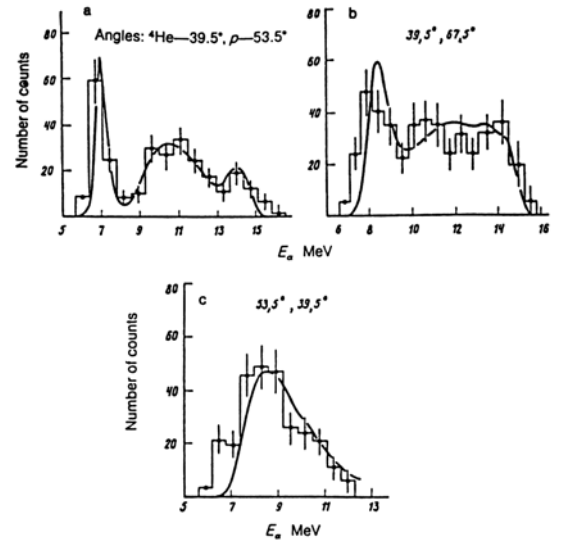 a
Angles: ⁴He—39.5°, p—53.5°
Number of counts
80
60
40
20
5 7 9 11 13 15
b
39,5°, 67,5°
80
60
40
20
6 8 10 12 14 16
E_α MeV
c
53,5°, 39,5°
Number of counts
80
60
40
20
5 7 9 11 13
E_α MeV